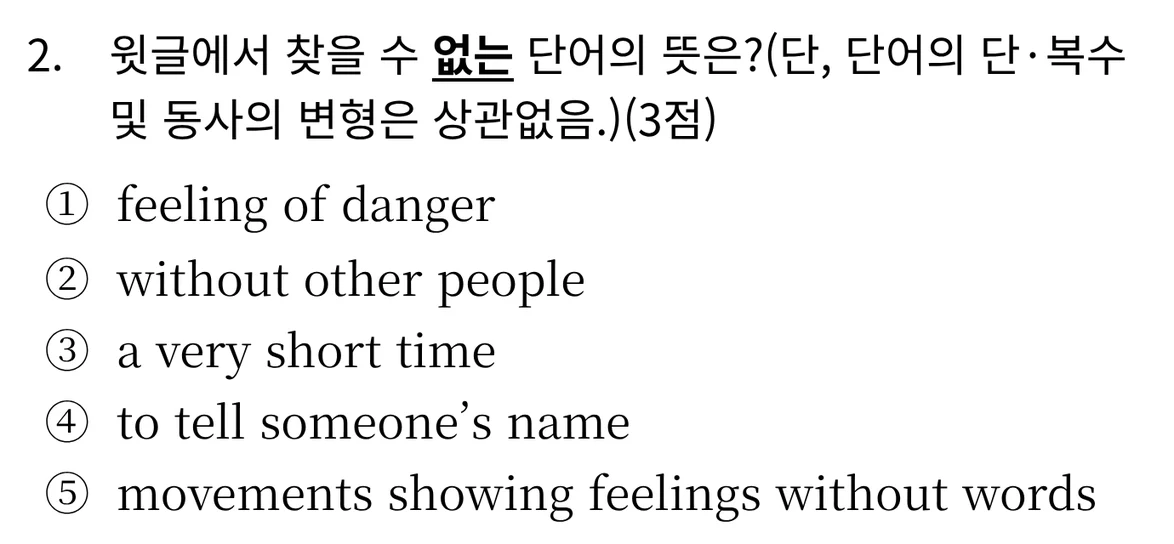 2. 윗글에서 찾을 수 없는 단어의 뜻은?(단, 단어의 단·복수
및 동사의 변형은 상관없음.)(3점)
① feeling of danger
② without other people
③ a very short time
④ to tell someone’s name
⑤ movements showing feelings without words